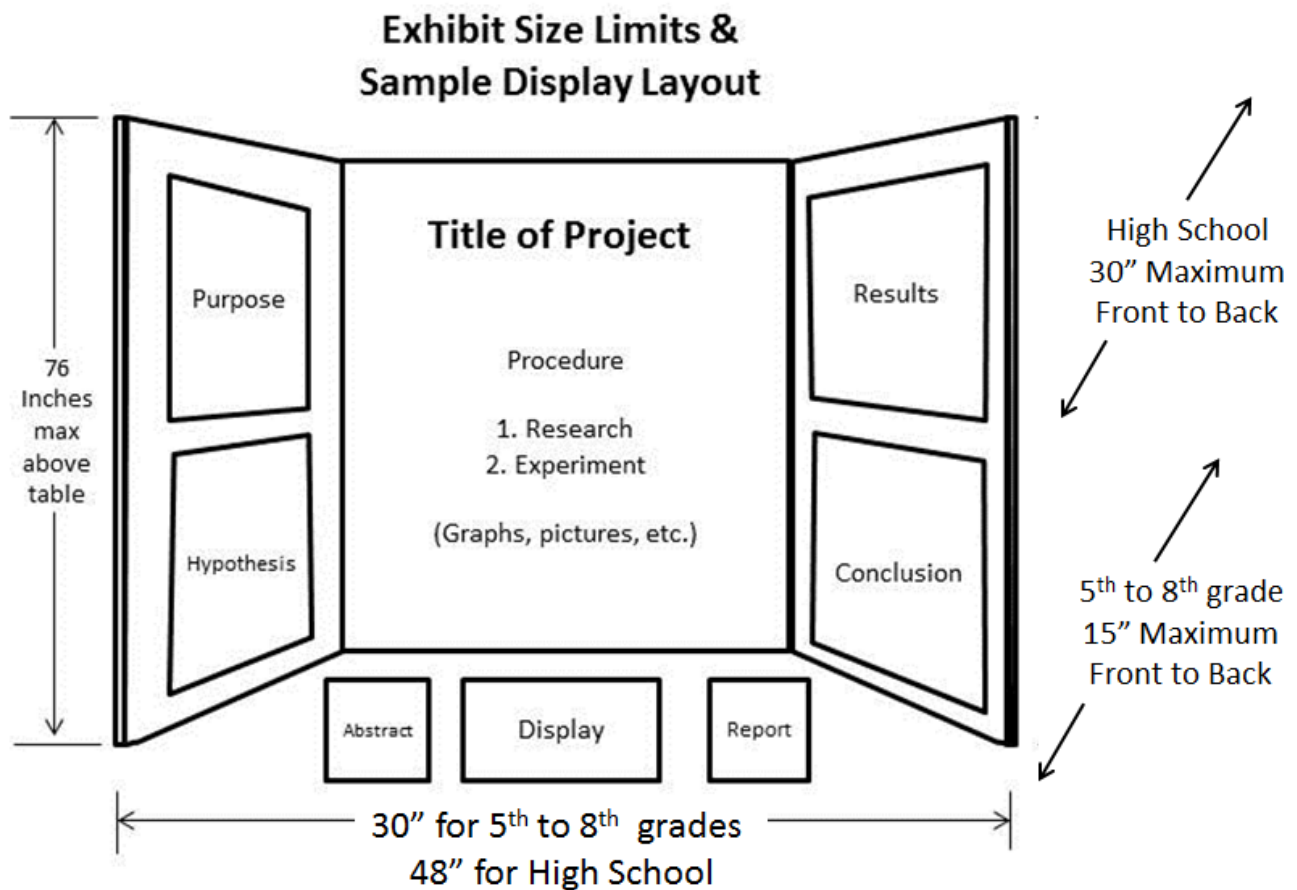 Exhibit Size Limits &
Sample Display Layout
76
Inches
max
above
table
Purpose
Hypothesis
Title of Project
Procedure
1. Research
2. Experiment
(Graphs, pictures, etc.)
Results
Conclusion
High School
30” Maximum
Front to Back
5th to 8th grade
15” Maximum
Front to Back
Abstract
Display
Report
30” for 5th to 8th grades
48” for High School